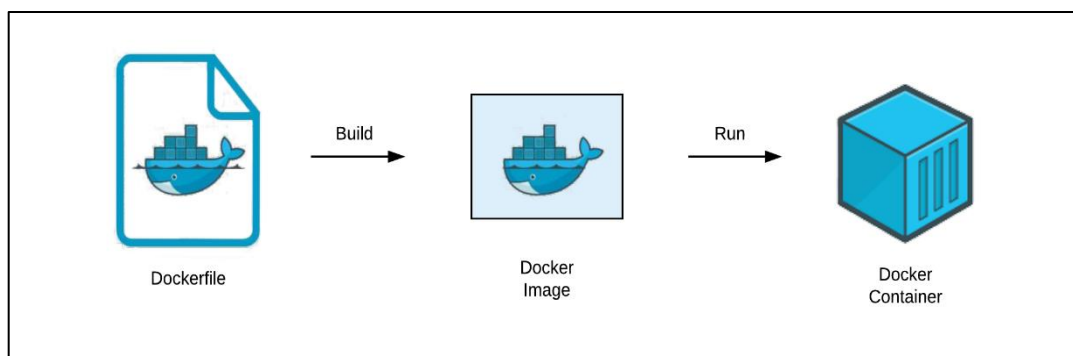 Build
Run
Dockerfile
Docker
Image
Docker
Container